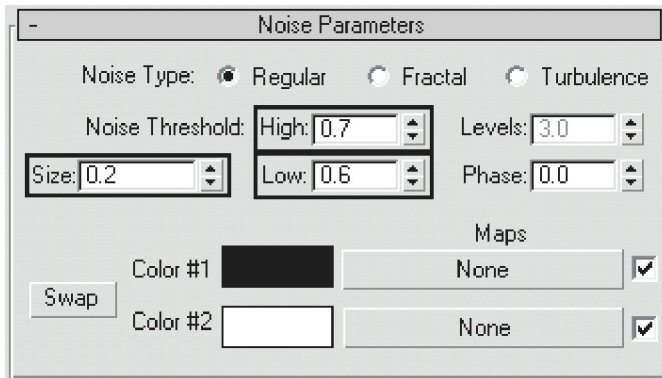 - Noise Parameters
Noise Type: Regular Fractal Turbulence
Noise Threshold: High: 0.7 Levels: 3.0
Size: 0.2 Low: 0.6 Phase: 0.0
Maps
Color #1 None
Swap
Color #2 None